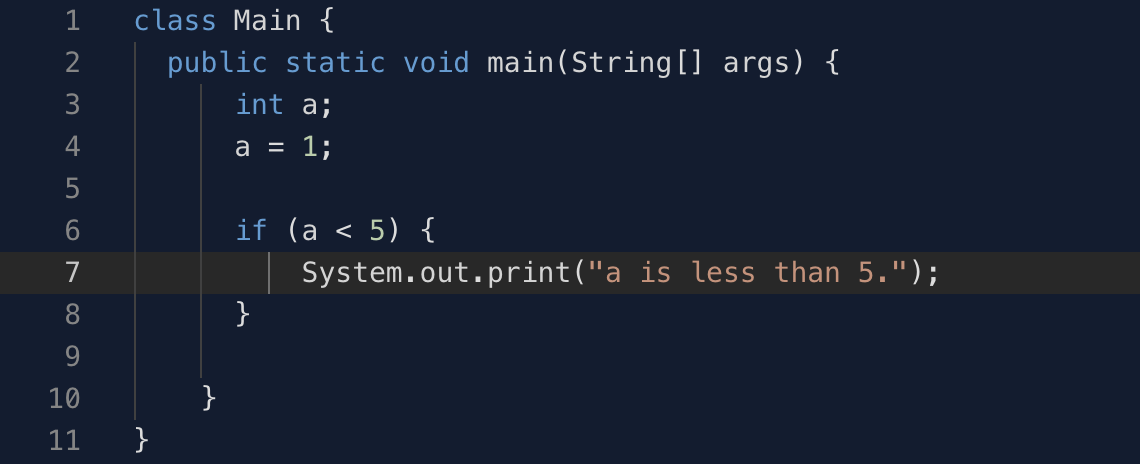 1 class Main {
2 public static void main(String[] args) {
3 int a;
4 a = 1;
5
6 if (a < 5) {
7 System.out.print("a is less than 5.");
8 }
9
10 }
11 }